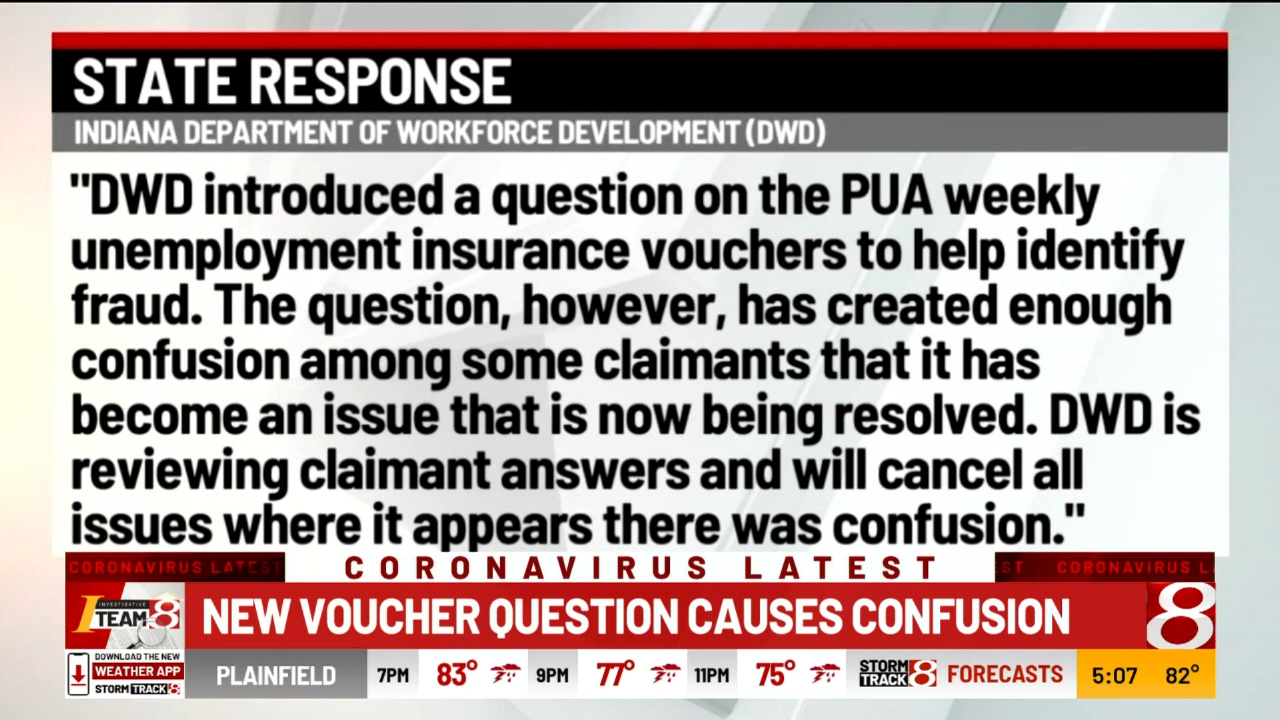 STATE RESPONSE
INDIANA DEPARTMENT OF WORKFORCE DEVELOPMENT (DWD)
"DWD introduced a question on the PUA weekly
unemployment insurance vouchers to help identify
fraud. The question, however, has created enough
confusion among some claimants that it has
become an issue that is now being resolved. DWD is
reviewing claimant answers and will cancel all
issues where it appears there was confusion."
CORONAVIRUS LATEST CORONAVIRUS LATEST EST CORONAVIRUS L
INVESTIGATIVE
I TEAM 8
NEW VOUCHER QUESTION CAUSES CONFUSION
8
DOWNLOAD THE NEW
WEATHER APP
STORM TRACK 8
PLAINFIELD 7PM 83° 9PM 77° 11PM 75° STORM TRACK 8 FORECASTS 5:07 82°